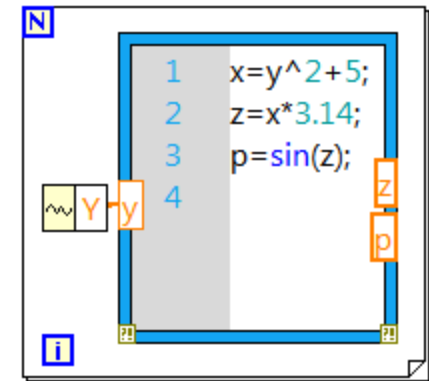 N
1 x=y^2+5;
2 z=x*3.14;
3 p=sin(z);
4
Y y
z
p
?!
?!
i